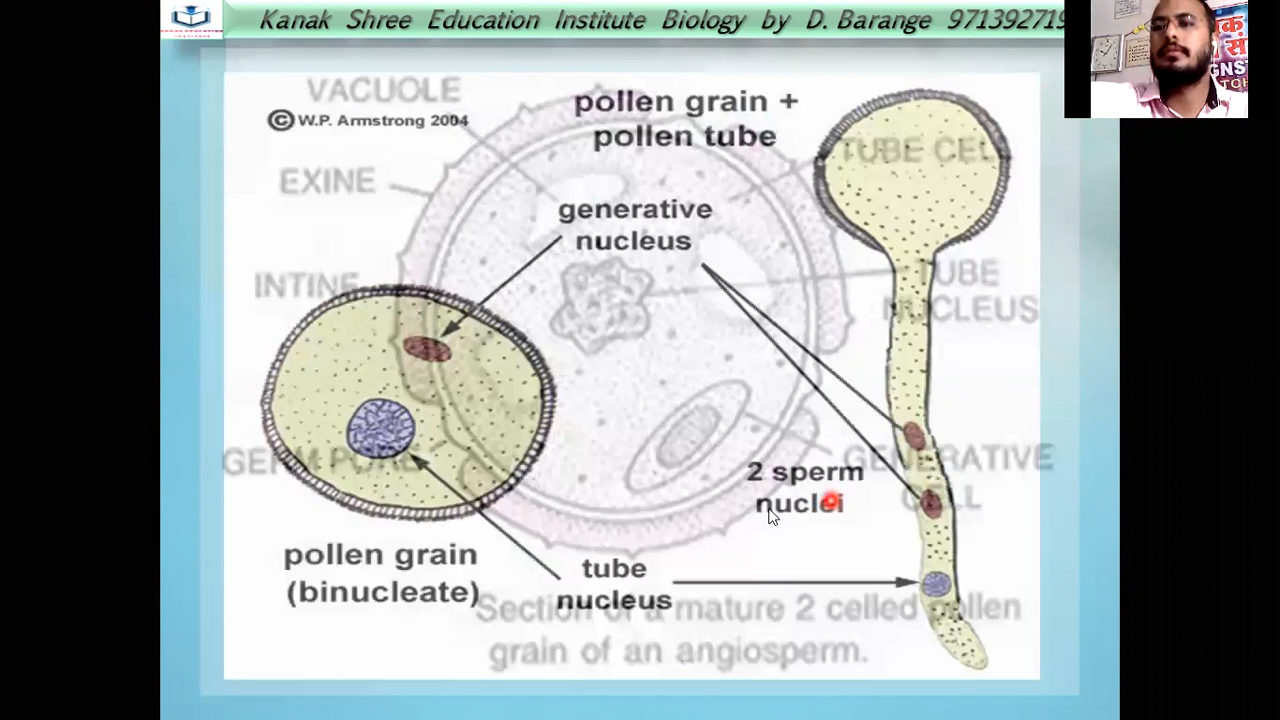 Kanak Shree Education Institute Biology by D. Barange 971392719
VACUOLE
© W.P. Armstrong 2004
pollen grain +
pollen tube
EXINE
TUBE CEL
generative
nucleus
INTINE
TUBE
NUCLEUS
GERM PORE
GENERATIVE
CELL
2 sperm
nuclei
pollen grain
(binucleate)
tube
nucleus
Section of a mature 2 celled pollen
grain of an angiosperm.